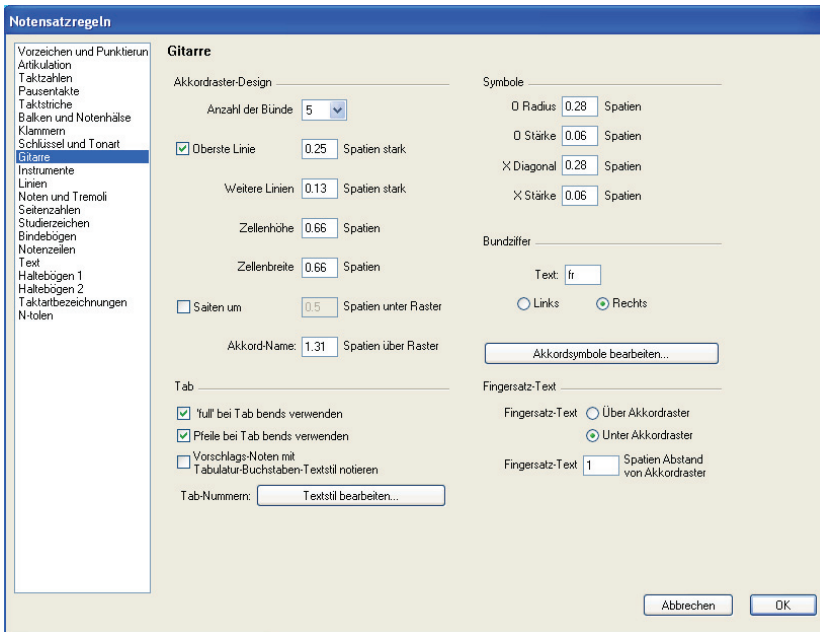 Notensatzregeln
Vorzeichen und Punktierun
Artikulation
Taktzahlen
Pausentakte
Taktstriche
Balken und Notenhälse
Klammern
Schlüssel und Tonart
Gitarre
Instrumente
Linien
Noten und Tremoli
Seitenzahlen
Studierzeichen
Bindebögen
Notenzeilen
Text
Haltebögen 1
Haltebögen 2
Taktartbezeichnungen
N-tolen
Gitarre
Akkordraster-Design
Anzahl der Bünde 5
Oberste Linie 0.25 Spatien stark
Weitere Linien 0.13 Spatien stark
Zellenhöhe 0.66 Spatien
Zellenbreite 0.66 Spatien
Saiten um 0.5 Spatien unter Raster
Akkord-Name: 1.31 Spatien über Raster
Tab
'full' bei Tab bends verwenden
Pfeile bei Tab bends verwenden
Vorschlags-Noten mit
Tabulatur-Buchstaben-Textstil notieren
Tab-Nummern: Textstil bearbeiten...
Symbole
O Radius 0.28 Spatien
O Stärke 0.06 Spatien
X Diagonal 0.28 Spatien
X Stärke 0.06 Spatien
Bundziffer
Text: fr
Links Rechts
Akkordsymbole bearbeiten...
Fingersatz-Text
Fingersatz-Text Über Akkordraster
Unter Akkordraster
Fingersatz-Text 1 Spatien Abstand
von Akkordraster
Abbrechen OK